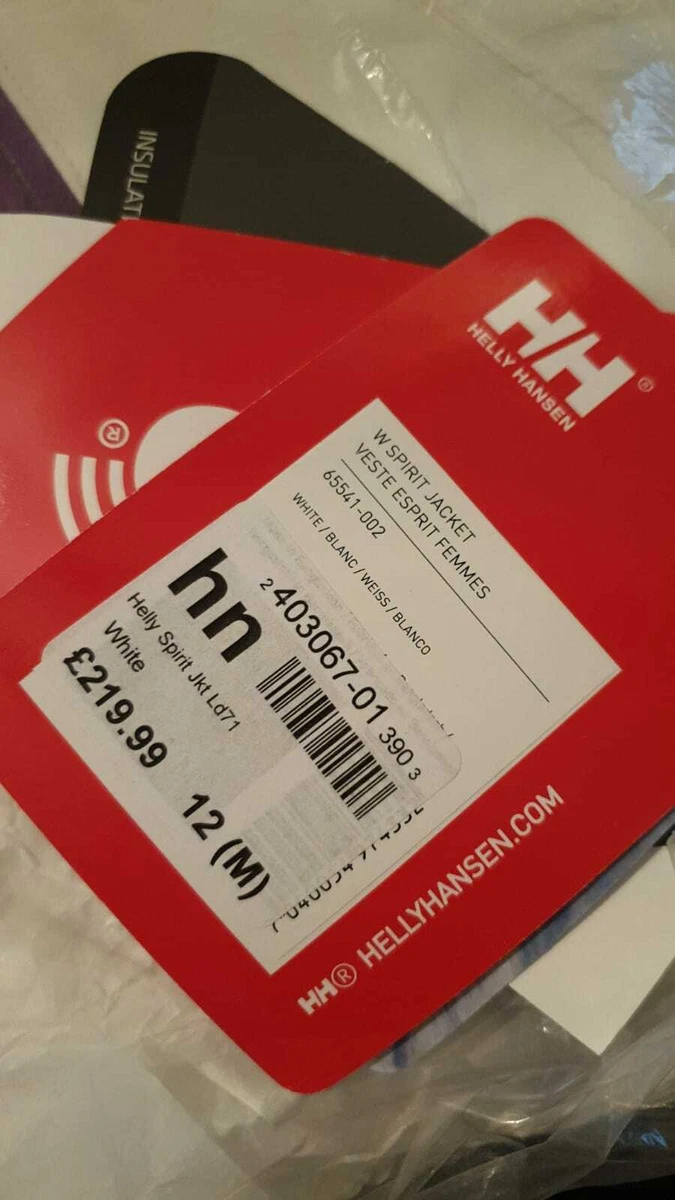 INSULATI
HH®
HELLY HANSEN
®
W SPIRIT JACKET
VESTE ESPRIT FEMMES
65541-002
WHITE / BLANC / WEISS / BLANCO
hn
2 403067-01 390 3
Helly Spirit Jkt Ld71
White
£219.99
12 (M)
HH® HELLYHANSEN.COM